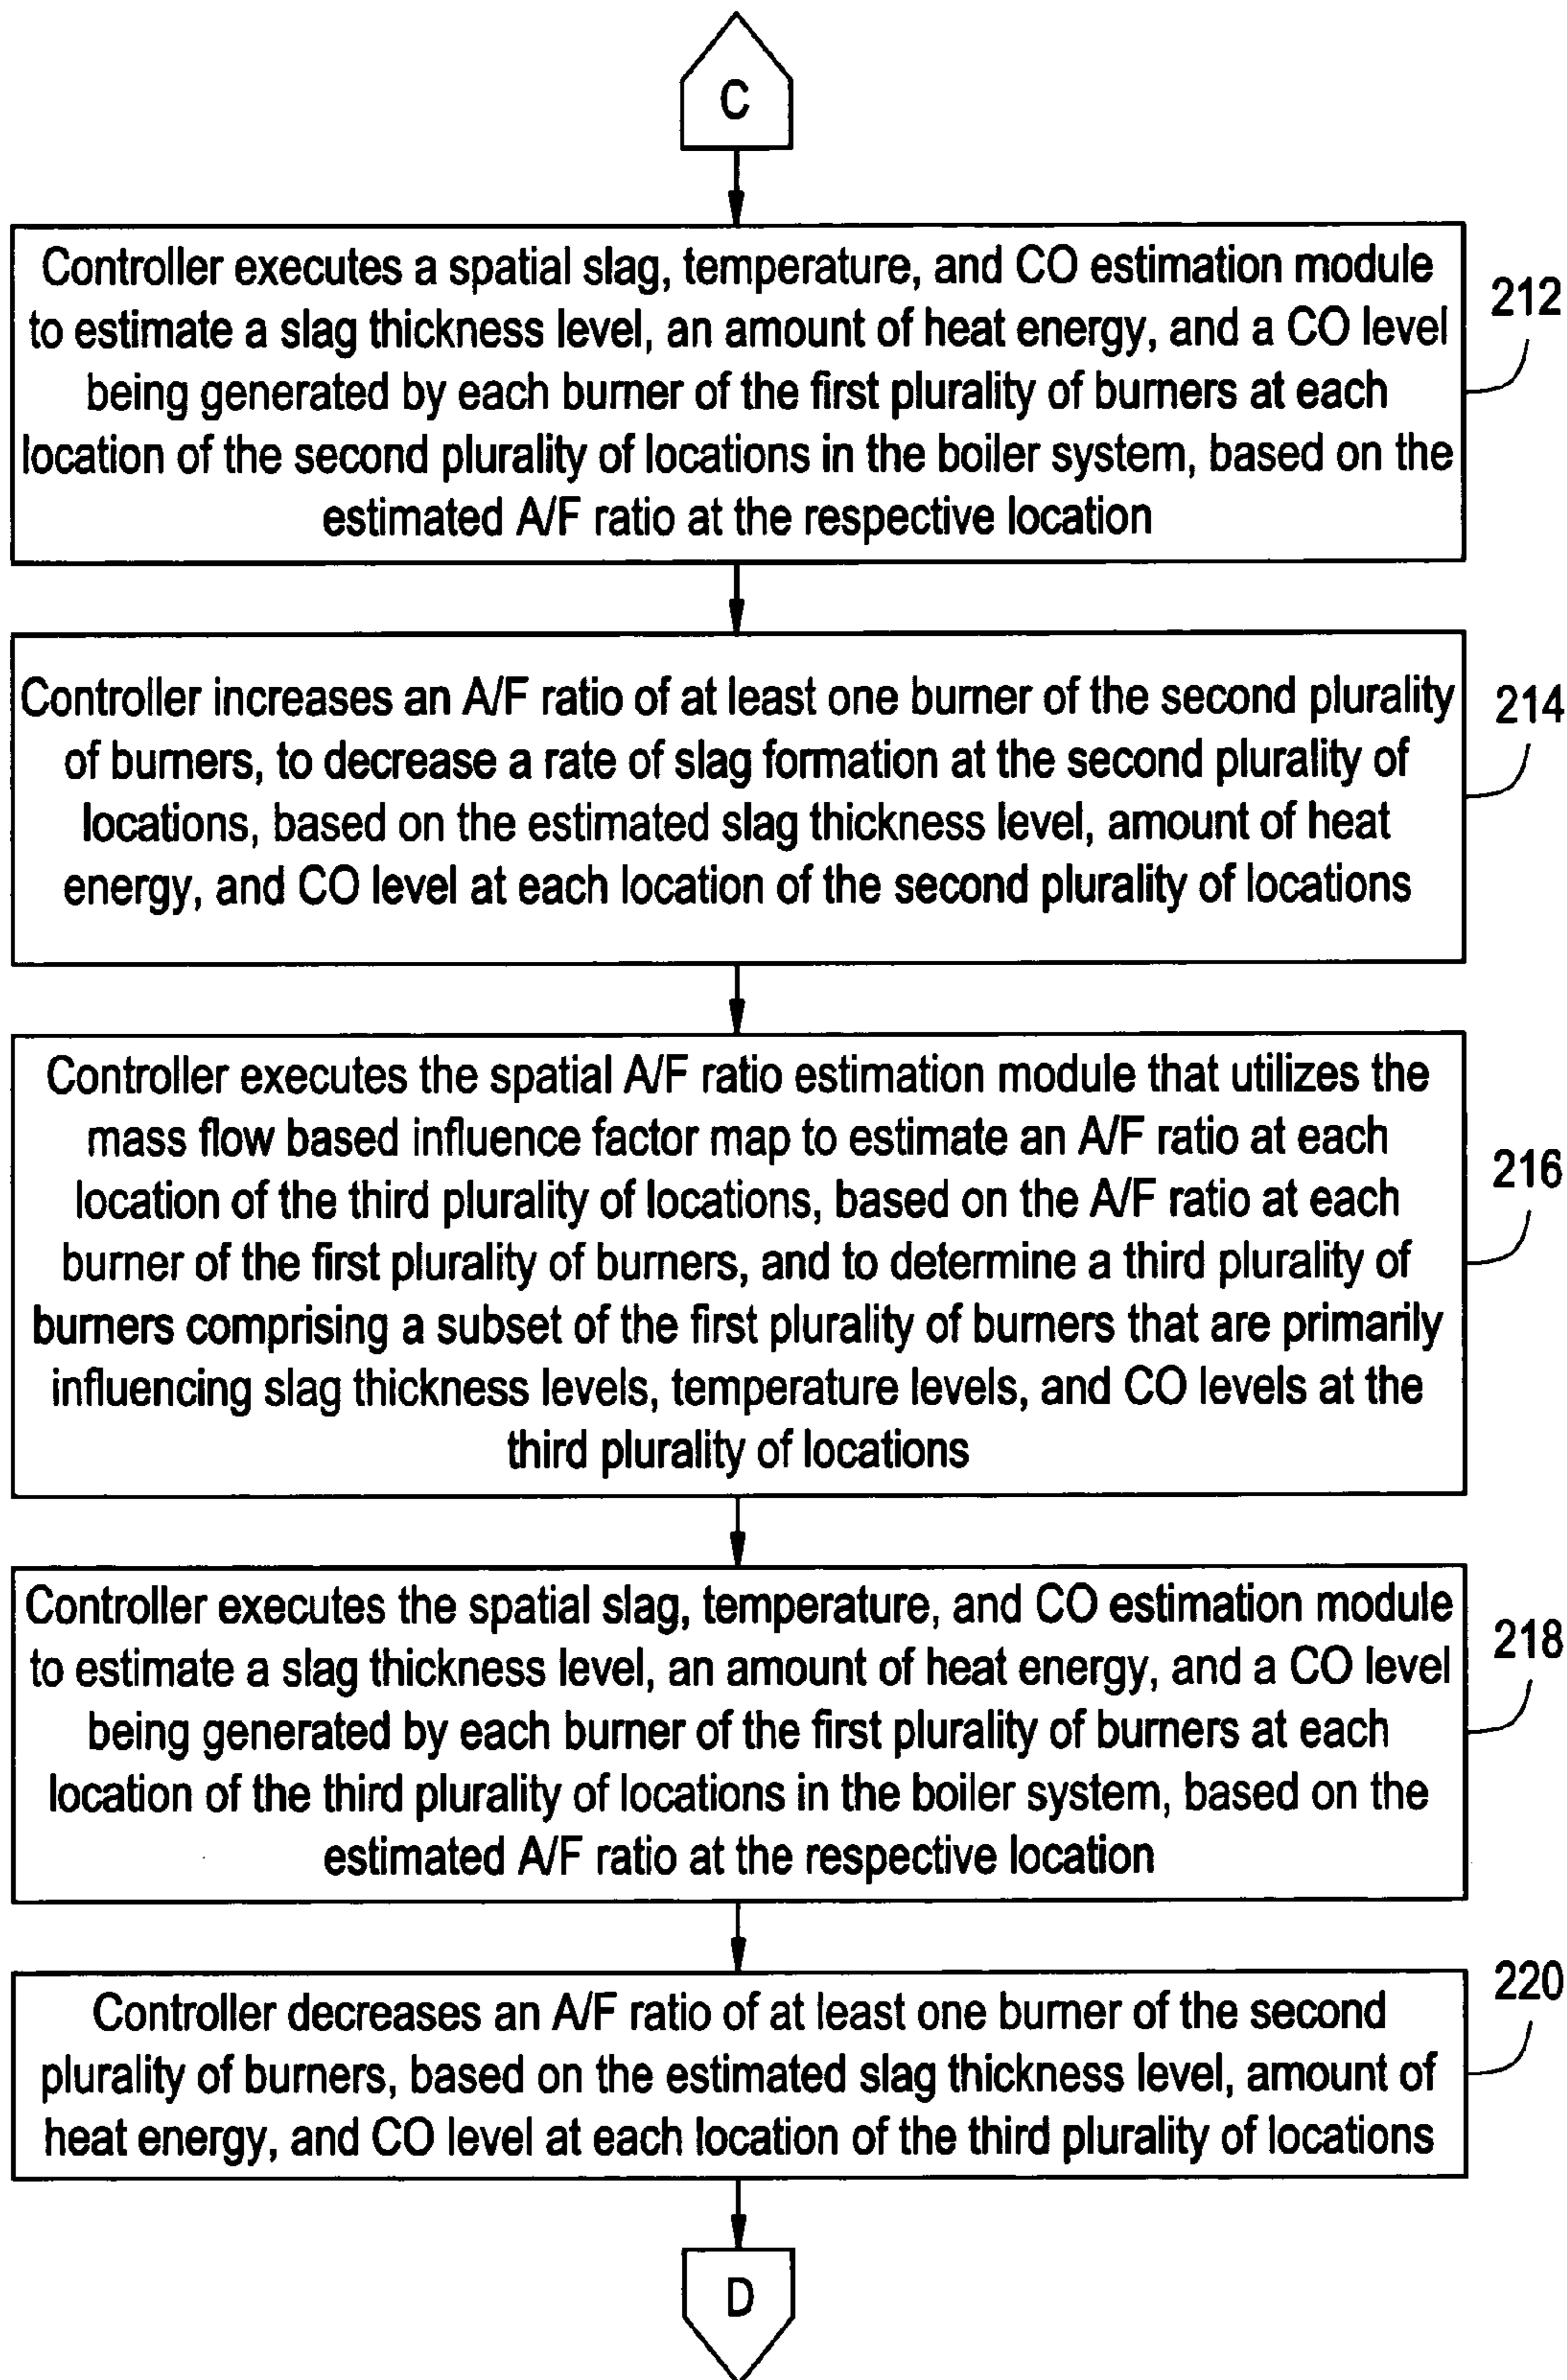 C
Controller executes a spatial slag, temperature, and CO estimation module
to estimate a slag thickness level, an amount of heat energy, and a CO level
being generated by each burner of the first plurality of burners at each
location of the second plurality of locations in the boiler system, based on the
estimated A/F ratio at the respective location
212
Controller increases an A/F ratio of at least one burner of the second plurality
of burners, to decrease a rate of slag formation at the second plurality of
locations, based on the estimated slag thickness level, amount of heat
energy, and CO level at each location of the second plurality of locations
214
Controller executes the spatial A/F ratio estimation module that utilizes the
mass flow based influence factor map to estimate an A/F ratio at each
location of the third plurality of locations, based on the A/F ratio at each
burner of the first plurality of burners, and to determine a third plurality of
burners comprising a subset of the first plurality of burners that are primarily
influencing slag thickness levels, temperature levels, and CO levels at the
third plurality of locations
216
Controller executes the spatial slag, temperature, and CO estimation module
to estimate a slag thickness level, an amount of heat energy, and a CO level
being generated by each burner of the first plurality of burners at each
location of the third plurality of locations in the boiler system, based on the
estimated A/F ratio at the respective location
218
Controller decreases an A/F ratio of at least one burner of the second
plurality of burners, based on the estimated slag thickness level, amount of
heat energy, and CO level at each location of the third plurality of locations
220
D